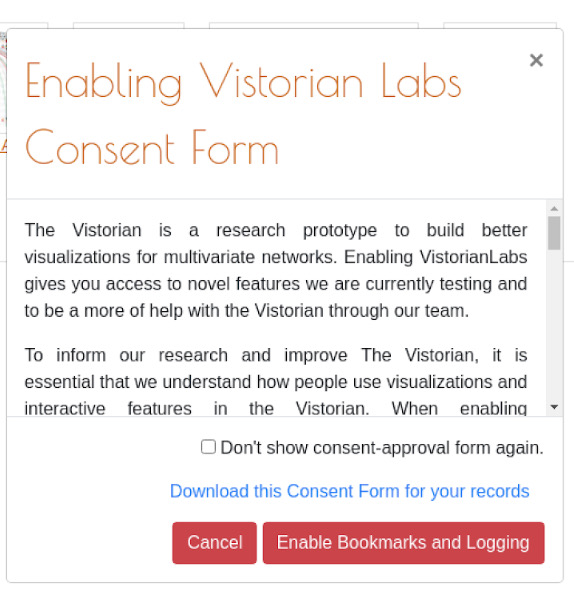 Enabling Vistorian Labs
Consent Form
×
The Vistorian is a research prototype to build better
visualizations for multivariate networks. Enabling VistorianLabs
gives you access to novel features we are currently testing and
to be a more of help with the Vistorian through our team.
To inform our research and improve The Vistorian, it is
essential that we understand how people use visualizations and
interactive features in the Vistorian. When enabling
Don't show consent-approval form again.
Download this Consent Form for your records
Cancel Enable Bookmarks and Logging